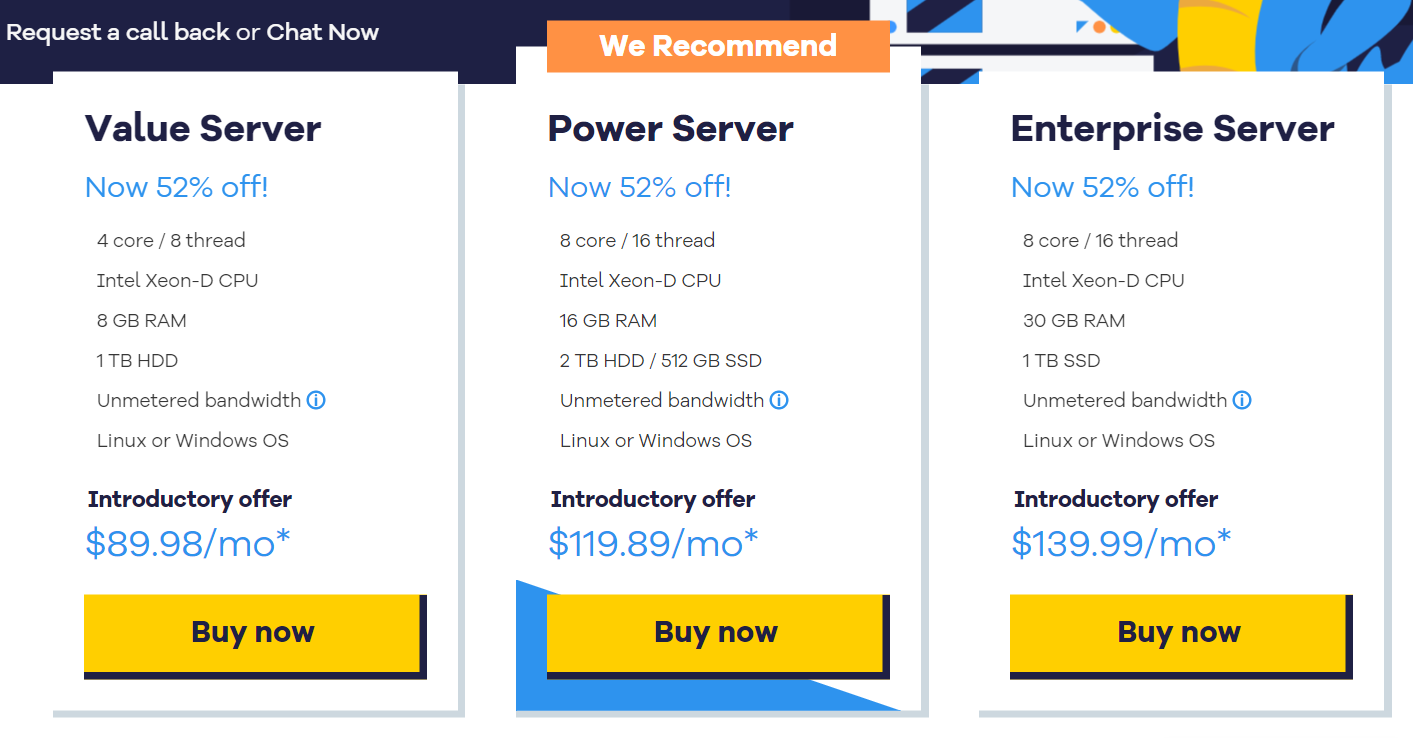 Request a call back or Chat Now
We Recommend
Value Server
Now 52% off!
4 core / 8 thread
Intel Xeon-D CPU
8 GB RAM
1 TB HDD
Unmetered bandwidth
Linux or Windows OS
Introductory offer
$89.98/mo*
Buy now
Power Server
Now 52% off!
8 core / 16 thread
Intel Xeon-D CPU
16 GB RAM
2 TB HDD / 512 GB SSD
Unmetered bandwidth
Linux or Windows OS
Introductory offer
$119.89/mo*
Buy now
Enterprise Server
Now 52% off!
8 core / 16 thread
Intel Xeon-D CPU
30 GB RAM
1 TB SSD
Unmetered bandwidth
Linux or Windows OS
Introductory offer
$139.99/mo*
Buy now